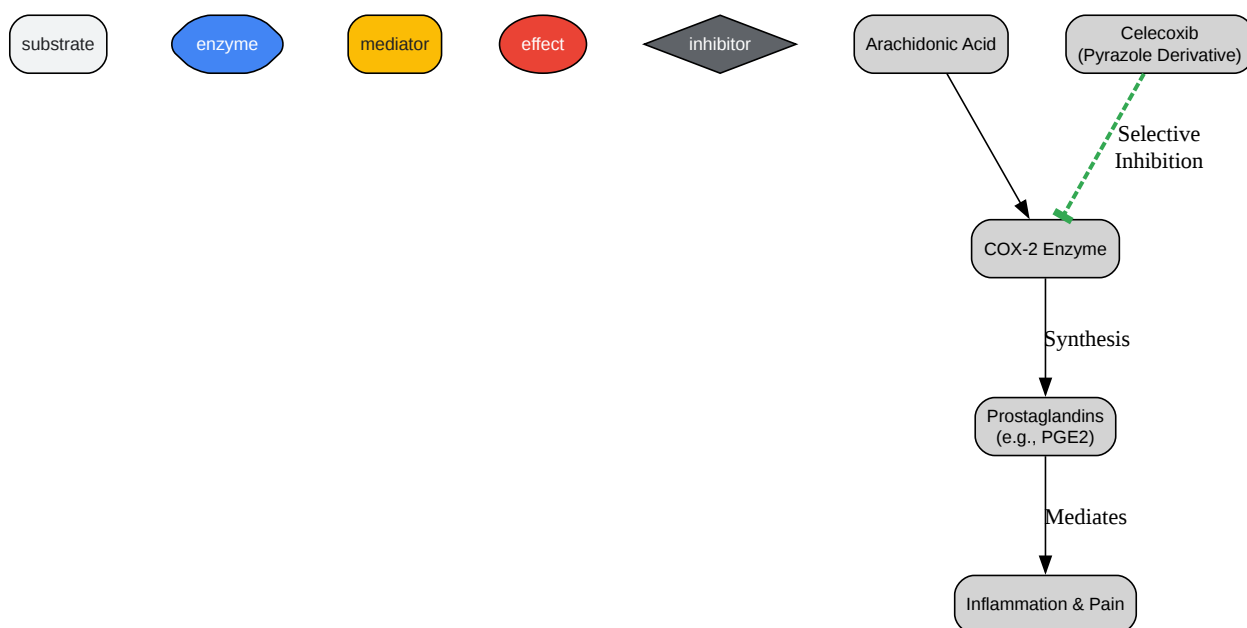 substrate
enzyme
mediator
effect
inhibitor
Arachidonic Acid
Celecoxib
(Pyrazole Derivative)
Selective
Inhibition
COX-2 Enzyme
Synthesis
Prostaglandins
(e.g., PGE2)
Mediates
Inflammation & Pain